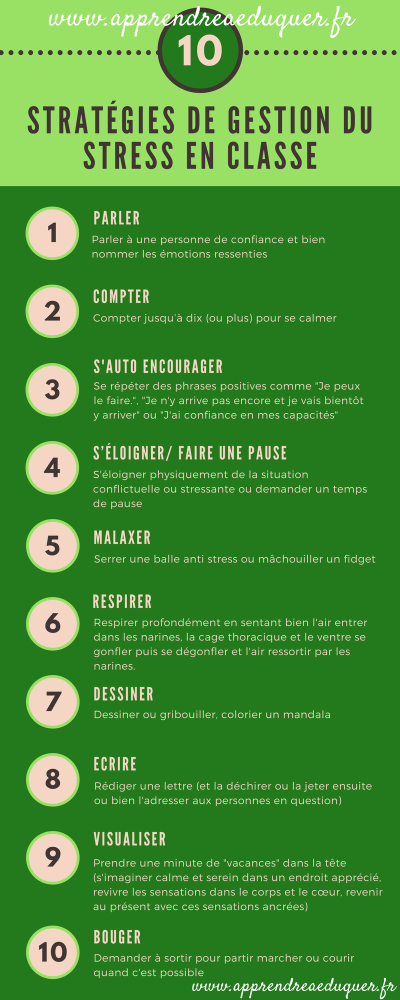 www.apprendreaeduquer.fr
10
STRATÉGIES DE GESTION DU
STRESS EN CLASSE
1
PARLER
Parler à une personne de confiance et bien
nommer les émotions ressenties
2
COMPTER
Compter jusqu'à dix (ou plus) pour se calmer
3
S'AUTO ENCOURAGER
Se répéter des phrases positives comme "Je peux
le faire.", "Je n'y arrive pas encore et je vais bientôt
y arriver" ou "J'ai confiance en mes capacités"
4
S'ÉLOIGNER/ FAIRE UNE PAUSE
S'éloigner physiquement de la situation
conflictuelle ou stressante ou demander un temps
de pause
5
MALAXER
Serrer une balle anti stress ou mâchouiller un fidget
6
RESPIRER
Respirer profondément en sentant bien l'air entrer
dans les narines, la cage thoracique et le ventre se
gonfler puis se dégonfler et l'air ressortir par les
narines.
7
DESSINER
Dessiner ou gribouiller, colorier un mandala
8
ECRIRE
Rédiger une lettre (et la déchirer ou la jeter ensuite
ou bien l'adresser aux personnes en question)
9
VISUALISER
Prendre une minute de "vacances" dans la tête
(s'imaginer calme et serein dans un endroit apprécié,
revivre les sensations dans le corps et le cœur, revenir
au présent avec ces sensations ancrées)
10
BOUGER
Demander à sortir pour partir marcher ou courir
quand c'est possible
www.apprendreaeduquer.fr